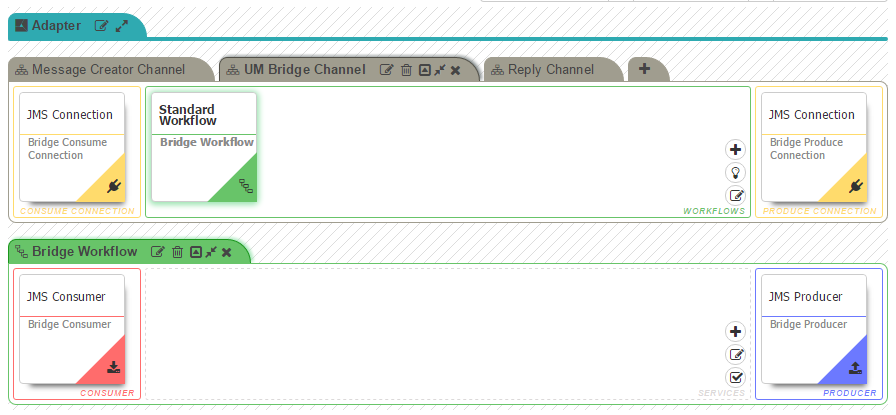 Adapter
Message Creator Channel
UM Bridge Channel
Reply Channel
JMS Connection
Bridge Consume
Connection
CONSUME CONNECTION
Standard
Workflow
Bridge Workflow
WORKFLOWS
JMS Connection
Bridge Produce
Connection
PRODUCE CONNECTION
Bridge Workflow
JMS Consumer
Bridge Consumer
CONSUMER
SERVICES
JMS Producer
Bridge Producer
PRODUCER